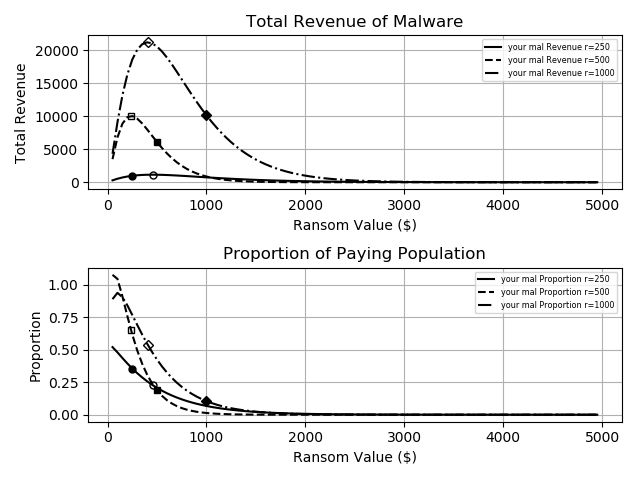 Total Revenue of Malware
Total Revenue
20000
15000
10000
5000
0
your mal Revenue r=250
your mal Revenue r=500
your mal Revenue r=1000
0 1000 2000 3000 4000 5000
Ransom Value ($)
Proportion of Paying Population
Proportion
1.00
0.75
0.50
0.25
0.00
your mal Proportion r=250
your mal Proportion r=500
your mal Proportion r=1000
0 1000 2000 3000 4000 5000
Ransom Value ($)